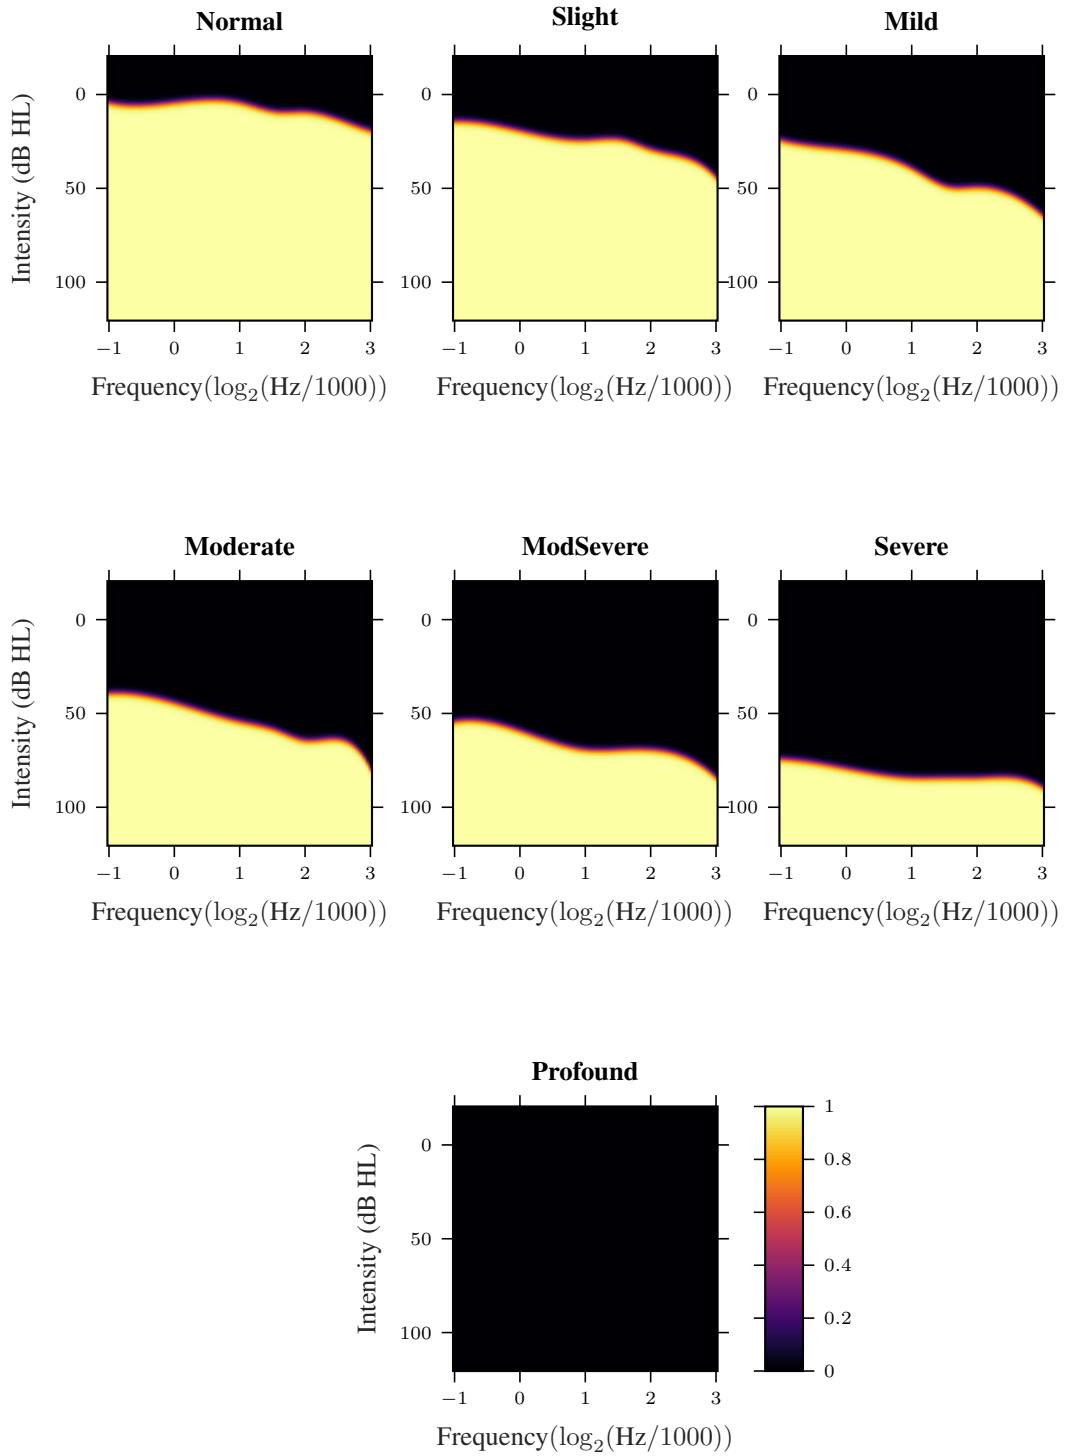 Normal Slight Mild
0 0 0
50 50 50
100 100 100
Intensity (dB HL)
−1 0 1 2 3 −1 0 1 2 3 −1 0 1 2 3
Frequency(log₂(Hz/1000)) Frequency(log₂(Hz/1000)) Frequency(log₂(Hz/1000))
Moderate ModSevere Severe
0 0 0
50 50 50
100 100 100
Intensity (dB HL)
−1 0 1 2 3 −1 0 1 2 3 −1 0 1 2 3
Frequency(log₂(Hz/1000)) Frequency(log₂(Hz/1000)) Frequency(log₂(Hz/1000))
Profound
0
50
100
Intensity (dB HL)
−1 0 1 2 3
Frequency(log₂(Hz/1000))
1
0.8
0.6
0.4
0.2
0